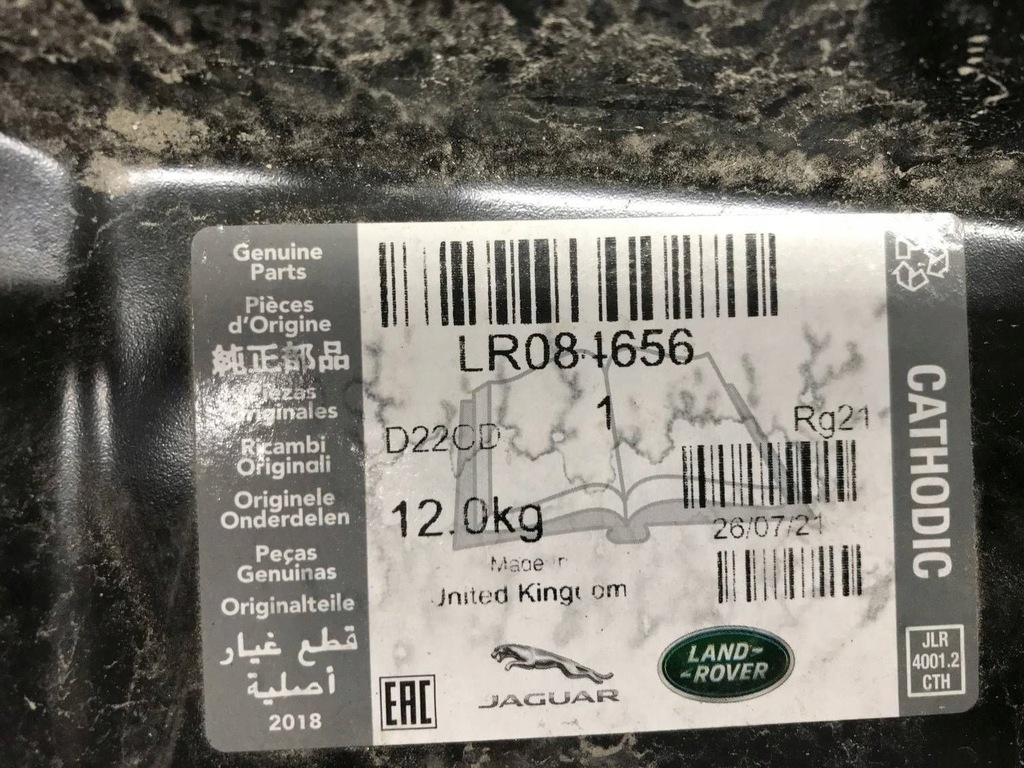 Genuine
Parts
Pièces
d'Origine
純正部品
Piezas
Originales
Ricambi
Originali
Originele
Onderdelen
Peças
Genuinas
Originalteile
قطع غيار
أصلية
2018
LR084656
1
Rg21
12.0kg
26/07/21
Made in
United Kingdom
EAC
JAGUAR
LAND-
-ROVER
CATHODIC
JLR
4001.2
CTH